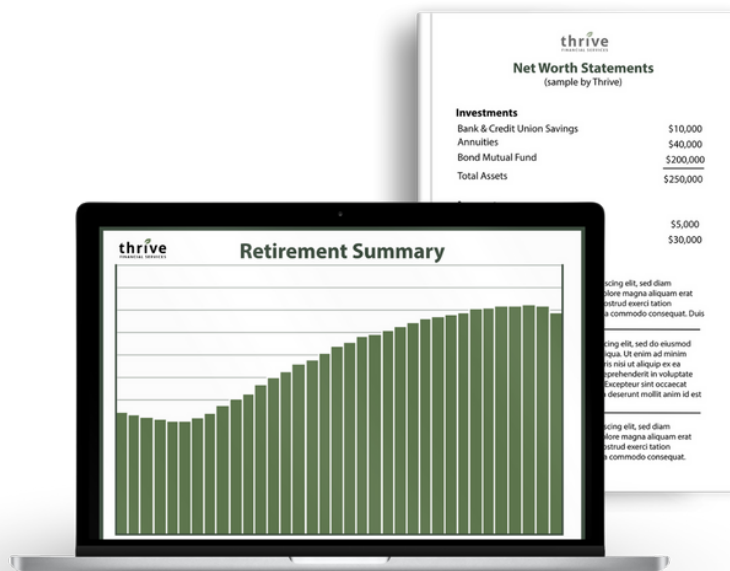 thrive
FINANCIAL SERVICES
Net Worth Statements
(sample by Thrive)
Investments
Bank & Credit Union Savings $10,000
Annuities $40,000
Bond Mutual Fund $200,000
Total Assets $250,000
$5,000
$30,000
thrive
FINANCIAL SERVICES
Retirement Summary
scing elit, sed diam
olore magna aliquam erat
ostrud exerci tation
a commodo consequat. Duis
cing elit, sed do eiusmod
iqua. Ut enim ad minim
ris nisi ut aliquip ex ea
eprehenderit in voluptate
Excepteur sint occaecat
deserunt mollit anim id est
scing elit, sed diam
lore magna aliquam erat
ostrud exerci tation
a commodo consequat.